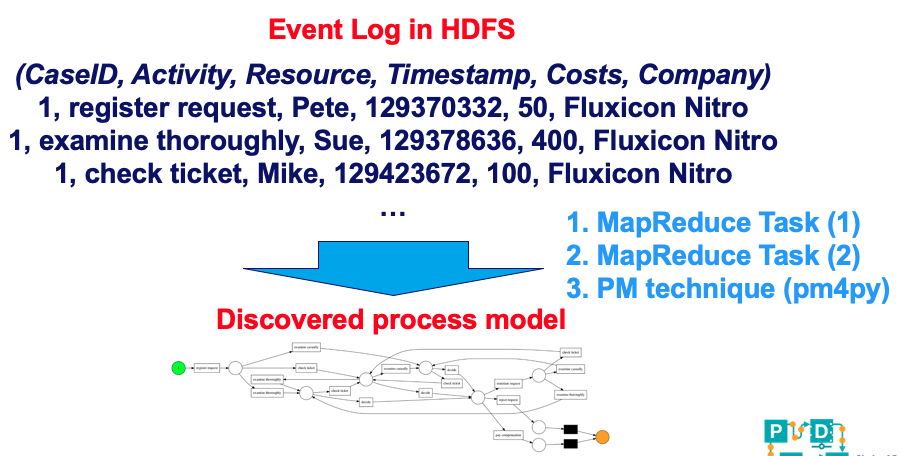 Event Log in HDFS
(CaseID, Activity, Resource, Timestamp, Costs, Company)
1, register request, Pete, 129370332, 50, Fluxicon Nitro
1, examine thoroughly, Sue, 129378636, 400, Fluxicon Nitro
1, check ticket, Mike, 129423672, 100, Fluxicon Nitro
...
1. MapReduce Task (1)
2. MapReduce Task (2)
3. PM technique (pm4py)
Discovered process model
examine casually
check ticket
register request
check ticket
examine casually
decide
examine casually
examine thoroughly
check ticket
reinitiate request
examine thoroughly
check ticket
decide
examine thoroughly
decide
reject request
pay compensation
P
D